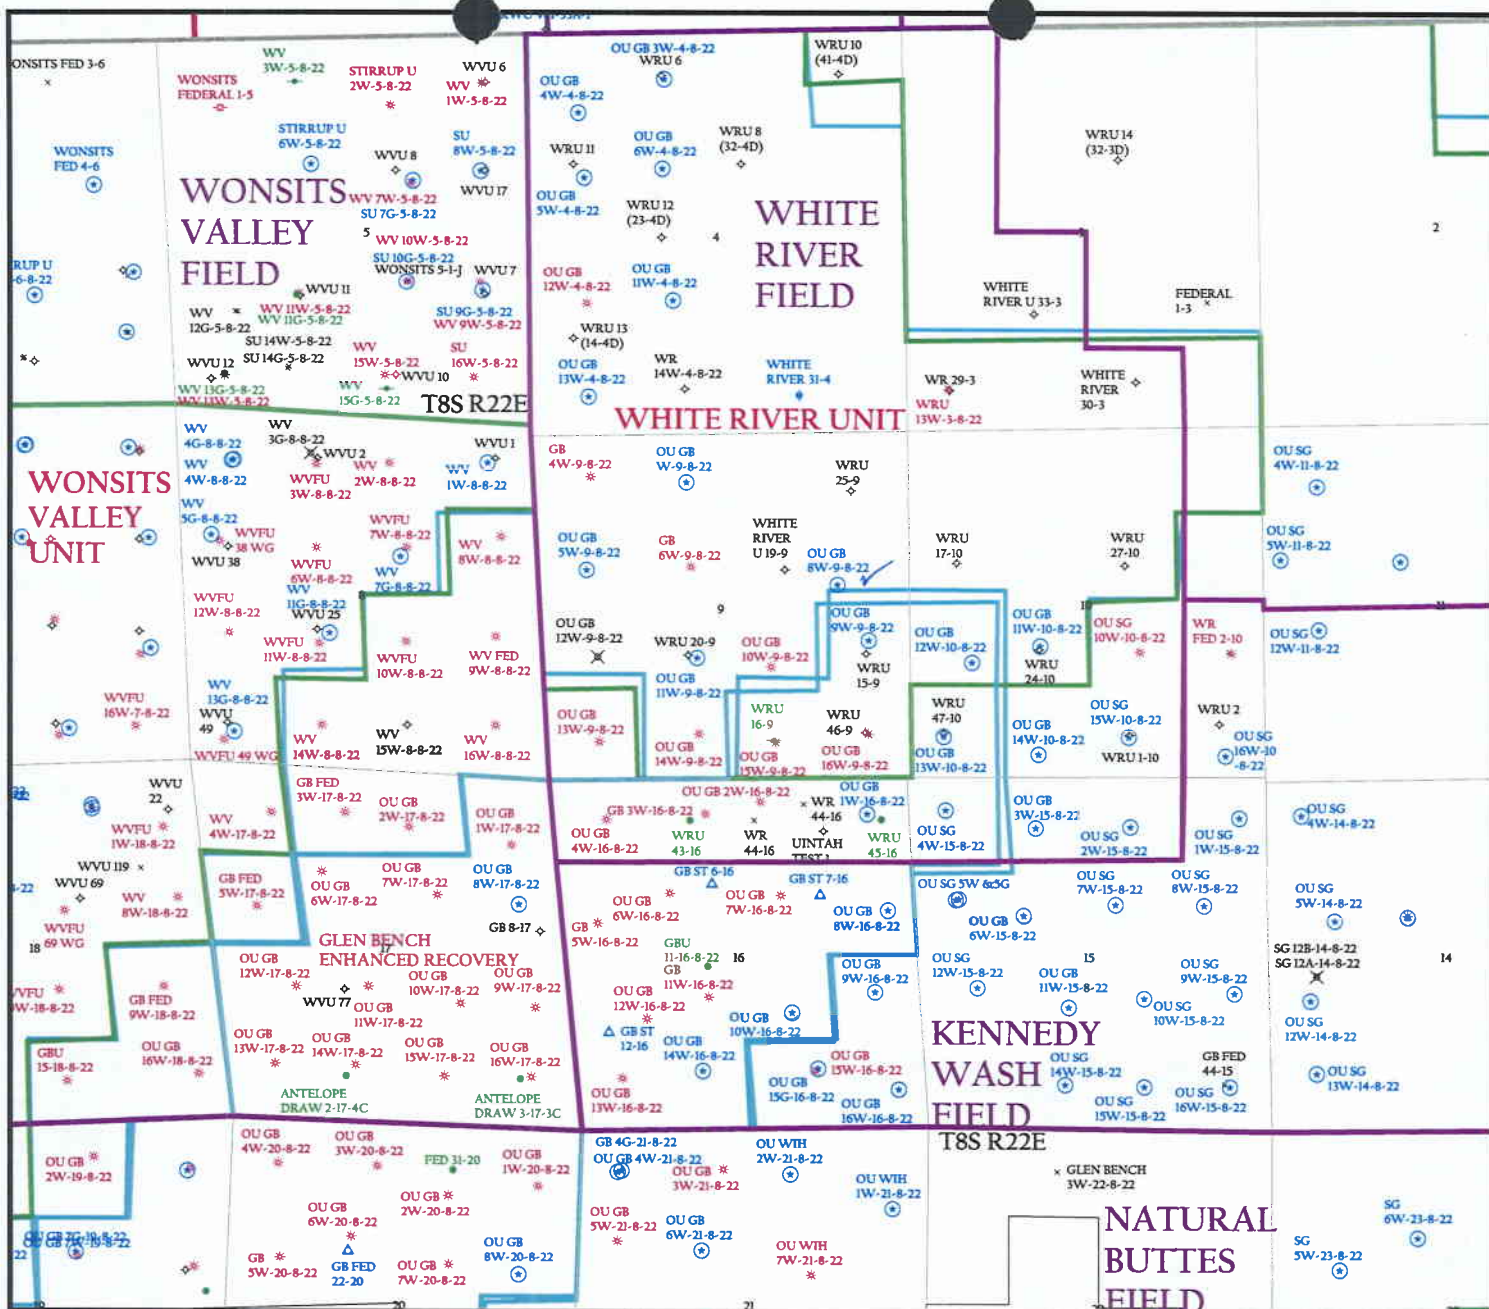 ONSITS FED 3-6
WV
3W-5-8-22
WONSITS
FEDERAL 1-5
STIRRUP U
2W-5-8-22
WVU 6
WV
1W-5-8-22
OU GB 3W-4-8-22
WRU 6
OU GB
4W-4-8-22
WRU 10
(41-4D)
WONSITS
FED 4-6
STIRRUP U
6W-5-8-22
WVU 8
SU
8W-5-8-22
WVU 17
WV 7W-5-8-22
SU 7G-5-8-22
WRU 11
OU GB
6W-4-8-22
WRU 8
(32-4D)
OU GB
5W-4-8-22
WRU 12
(23-4D)
WRU 14
(32-3D)
WONSITS
VALLEY
FIELD
5
WV 10W-5-8-22
SU 10G-5-8-22
WONSITS 5-1-J
WVU 7
4
WHITE
RIVER
FIELD
2
RUP U
-6-8-22
WVU 11
WV 11W-5-8-22
WV 11G-5-8-22
WV
12G-5-8-22
SU 9G-5-8-22
WV 9W-5-8-22
OU GB
12W-4-8-22
OU GB
11W-4-8-22
WHITE
RIVER U 33-3
FEDERAL
1-3
SU 14W-5-8-22
SU 14G-5-8-22
WVU 12
WV
15W-5-8-22
SU
16W-5-8-22
WVU 10
WV 13G-5-8-22
WV 13W-5-8-22
WV
15G-5-8-22
T8S R22E
WRU 13
(14-4D)
OU GB
13W-4-8-22
WR
14W-4-8-22
WHITE
RIVER 31-4
WHITE RIVER UNIT
WR 29-3
WRU
13W-3-8-22
WHITE
RIVER
30-3
WONSITS
VALLEY
UNIT
WV
4G-8-8-22
WV
4W-8-8-22
WV
3G-8-8-22
WVU 2
WVFU
3W-8-8-22
WV
2W-8-8-22
WVU 1
WV
1W-8-8-22
GB
4W-9-8-22
OU GB
W-9-8-22
WRU
25-9
OU SG
4W-11-8-22
WV
5G-8-8-22
WVFU
38 WG
WVU 38
WVFU
7W-8-8-22
WV
8W-8-8-22
WVFU
6W-8-8-22
WV
7G-8-8-22
OU GB
5W-9-8-22
GB
6W-9-8-22
WHITE
RIVER
U 19-9
OU GB
8W-9-8-22
WRU
17-10
WRU
27-10
OU SG
5W-11-8-22
WV
11G-8-8-22
8
WVU 25
WVFU
12W-8-8-22
WVFU
11W-8-8-22
WVFU
10W-8-8-22
WV FED
9W-8-8-22
OU GB
12W-9-8-22
9
WRU 20-9
OU GB
11W-9-8-22
OU GB
10W-9-8-22
OU GB
9W-9-8-22
WRU
15-9
OU GB
12W-10-8-22
OU GB
11W-10-8-22
WRU
24-10
10
OU SG
10W-10-8-22
WR
FED 2-10
OU SG
12W-11-8-22
11
WVFU
16W-7-8-22
WV
13G-8-8-22
WVU
49
WVFU 49 WG
WV
14W-8-8-22
WV
15W-8-8-22
WV
16W-8-8-22
OU GB
13W-9-8-22
OU GB
14W-9-8-22
WRU
16-9
OU GB
15W-9-8-22
WRU
46-9
OU GB
16W-9-8-22
WRU
47-10
OU GB
13W-10-8-22
OU GB
14W-10-8-22
OU SG
15W-10-8-22
WRU 1-10
WRU 2
OU SG
16W-10
-8-22
WVU
22
WVFU
1W-18-8-22
WV
4W-17-8-22
GB FED
3W-17-8-22
OU GB
2W-17-8-22
OU GB
1W-17-8-22
OU GB 2W-16-8-22
GB 3W-16-8-22
OU GB
4W-16-8-22
WRU
43-16
WR
44-16
WR
44-16
UINTAH
TEST 1
OU GB
1W-16-8-22
WRU
45-16
OU SG
4W-15-8-22
OU GB
3W-15-8-22
OU SG
2W-15-8-22
OU SG
1W-15-8-22
OU SG
4W-14-8-22
WVU 119
WVU 69
WV
8W-18-8-22
WVFU
69 WG
18
GB FED
5W-17-8-22
OU GB
6W-17-8-22
OU GB
7W-17-8-22
OU GB
8W-17-8-22
GB 8-17
GLEN BENCH
ENHANCED RECOVERY
17
GB ST 6-16
GB ST 7-16
OU GB
6W-16-8-22
OU GB
7W-16-8-22
OU GB
8W-16-8-22
GB
5W-16-8-22
GBU
11-16-8-22
GB
11W-16-8-22
16
OU SG 5W &5G
OU GB
6W-15-8-22
OU SG
7W-15-8-22
OU SG
8W-15-8-22
OU SG
5W-14-8-22
OU GB
12W-17-8-22
WVU 77
OU GB
11W-17-8-22
OU GB
10W-17-8-22
OU GB
9W-17-8-22
OU GB
12W-16-8-22
OU GB
9W-16-8-22
OU GB
10W-16-8-22
OU SG
12W-15-8-22
15
OU GB
11W-15-8-22
OU SG
9W-15-8-22
OU SG
10W-15-8-22
SG 12B-14-8-22
SG 12A-14-8-22
14
OU SG
12W-14-8-22
W-18-8-22
GB FED
9W-18-8-22
GBU
15-18-8-22
OU GB
16W-18-8-22
OU GB
13W-17-8-22
OU GB
14W-17-8-22
OU GB
15W-17-8-22
OU GB
16W-17-8-22
ANTELOPE
DRAW 2-17-4C
ANTELOPE
DRAW 3-17-3C
GB ST
12-16
OU GB
14W-16-8-22
OU GB
13W-16-8-22
OU GB
15W-16-8-22
OU GB
15G-16-8-22
OU GB
16W-16-8-22
KENNEDY
WASH
FIELD
T8S R22E
OU SG
14W-15-8-22
OU SG
15W-15-8-22
GB FED
44-15
OU SG
16W-15-8-22
OU SG
13W-14-8-22
OU GB
2W-19-8-22
OU GB
4W-20-8-22
OU GB
3W-20-8-22
FED 31-20
OU GB
1W-20-8-22
GB 4G-21-8-22
OU GB 4W-21-8-22
OU GB
3W-21-8-22
OU WIH
2W-21-8-22
OU WIH
1W-21-8-22
GLEN BENCH
3W-22-8-22
OU GB
2W-20-8-22
OU GB
6W-20-8-22
OU GB
5W-21-8-22
OU GB
6W-21-8-22
OU WIH
7W-21-8-22
NATURAL
BUTTES
FIELD
SG
6W-23-8-22
SG
5W-23-8-22
GB
5W-20-8-22
GB FED
22-20
OU GB
7W-20-8-22
OU GB
8W-20-8-22
20
21